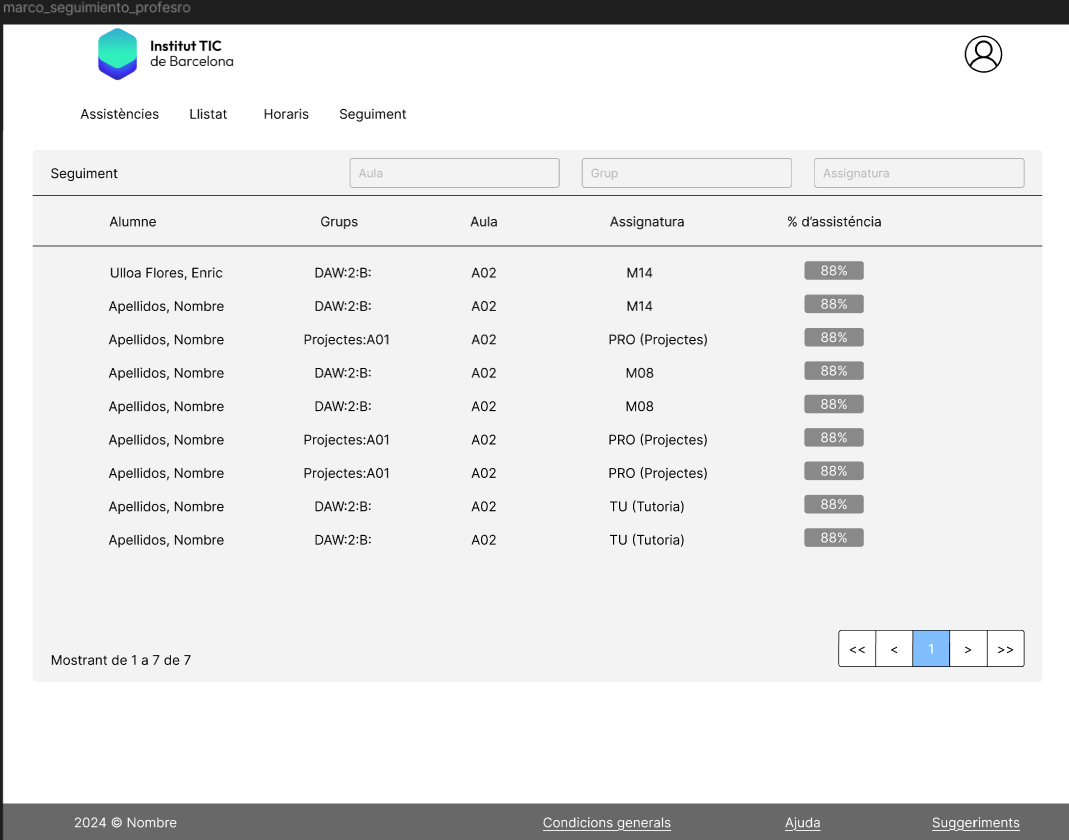 marco_seguimiento_profesro
Institut TIC
de Barcelona
Assistències Llistat Horaris Seguiment
Seguiment Aula Grup Assignatura
Alumne Grups Aula Assignatura % d'assisténcia
Ulloa Flores, Enric DAW:2:B: A02 M14 88%
Apellidos, Nombre DAW:2:B: A02 M14 88%
Apellidos, Nombre Projectes:A01 A02 PRO (Projectes) 88%
Apellidos, Nombre DAW:2:B: A02 M08 88%
Apellidos, Nombre DAW:2:B: A02 M08 88%
Apellidos, Nombre Projectes:A01 A02 PRO (Projectes) 88%
Apellidos, Nombre Projectes:A01 A02 PRO (Projectes) 88%
Apellidos, Nombre DAW:2:B: A02 TU (Tutoria) 88%
Apellidos, Nombre DAW:2:B: A02 TU (Tutoria) 88%
Mostrant de 1 a 7 de 7 << < 1 > >>
2024 © Nombre Condicions generals Ajuda Suggeriments